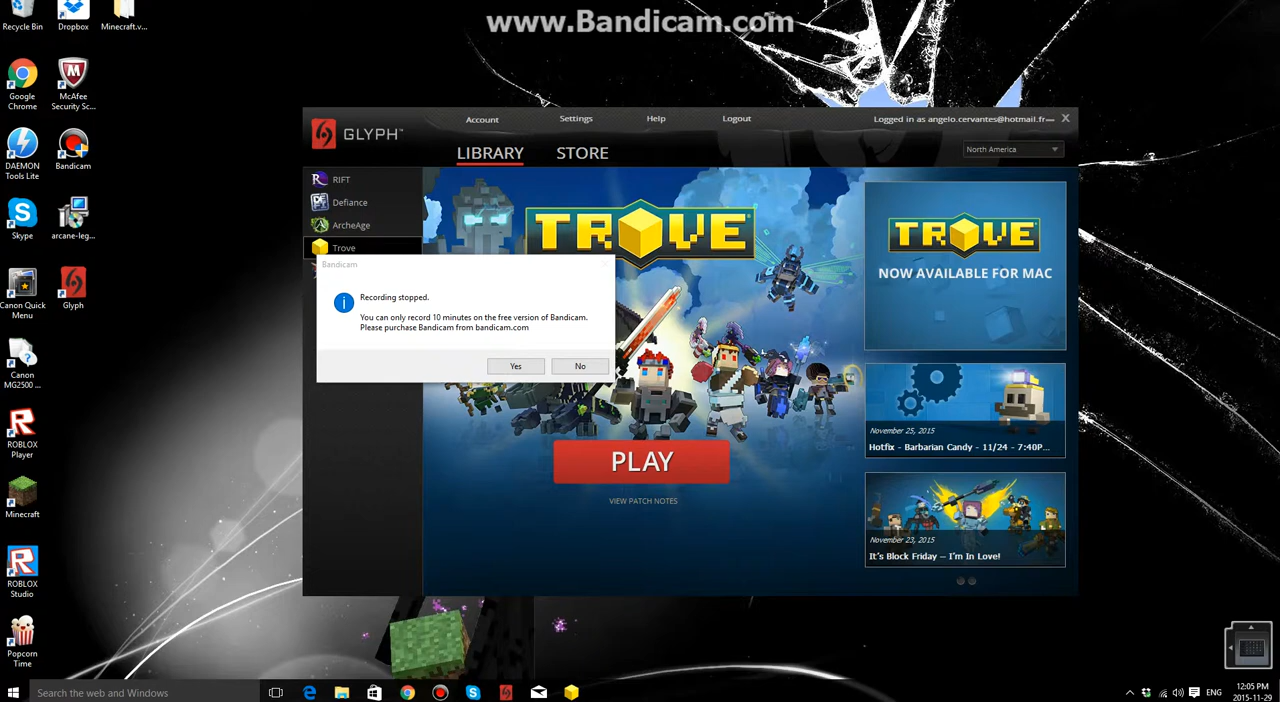 www.Bandicam.com
Recycle Bin
Dropbox
Minecraft.v...
Google Chrome
McAfee Security Sc...
DAEMON Tools Lite
Bandicam
Skype
arcane-leg...
Canon Quick Menu
Glyph
Canon MG2500 ...
ROBLOX Player
Minecraft
ROBLOX Studio
Popcorn Time
GLYPH™
Account
Settings
Help
Logout
Logged in as angelo.cervantes@hotmail.fr
LIBRARY
STORE
North America
RIFT
Defiance
ArcheAge
Trove
TROVE
Bandicam
Recording stopped.
You can only record 10 minutes on the free version of Bandicam.
Please purchase Bandicam from bandicam.com
Yes
No
PLAY
VIEW PATCH NOTES
TROVE
NOW AVAILABLE FOR MAC
November 25, 2015
Hotfix - Barbarian Candy - 11/24 - 7:40P...
November 23, 2015
It's Block Friday – I'm In Love!
Search the web and Windows
ENG
12:05 PM
2015-11-29